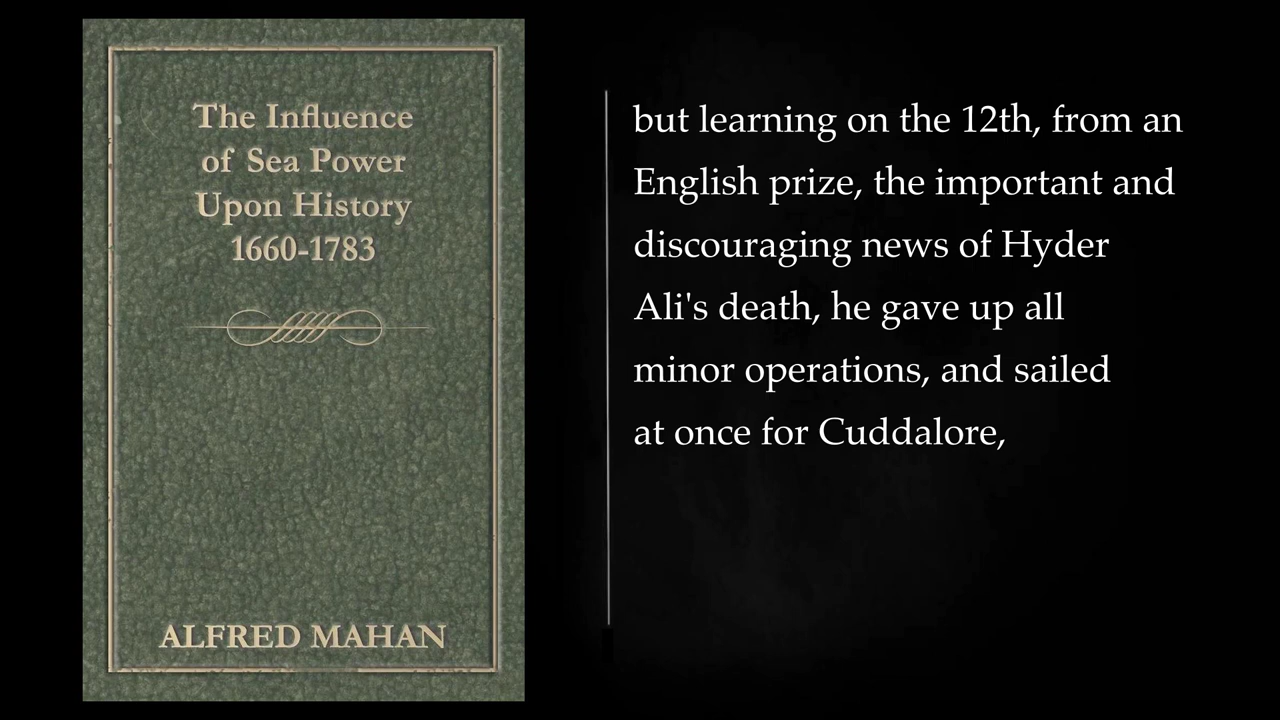 The Influence
of Sea Power
Upon History
1660-1783
ALFRED MAHAN
but learning on the 12th, from an
English prize, the important and
discouraging news of Hyder
Ali's death, he gave up all
minor operations, and sailed
at once for Cuddalore,